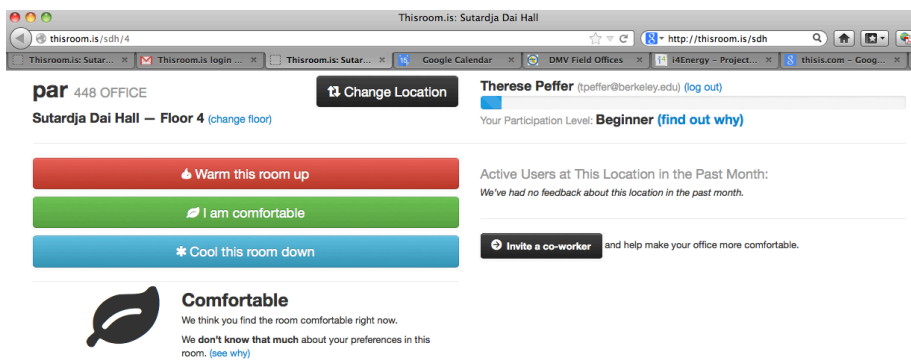 Thisroom.is: Sutardja Dai Hall
thisroom.is/sdh/4
http://thisroom.is/sdh
Thisroom.is: Sutar...
Thisroom.is login ...
Thisroom.is: Sutar...
Google Calendar
DMV Field Offices
i4Energy – Project...
thisis.com – Goog...
par 448 OFFICE
Change Location
Sutardja Dai Hall — Floor 4 (change floor)
Therese Peffer (tpeffer@berkeley.edu) (log out)
Your Participation Level: Beginner (find out why)
Warm this room up
I am comfortable
Cool this room down
Active Users at This Location in the Past Month:
We've had no feedback about this location in the past month.
Invite a co-worker and help make your office more comfortable.
Comfortable
We think you find the room comfortable right now.
We don't know that much about your preferences in this
room. (see why)